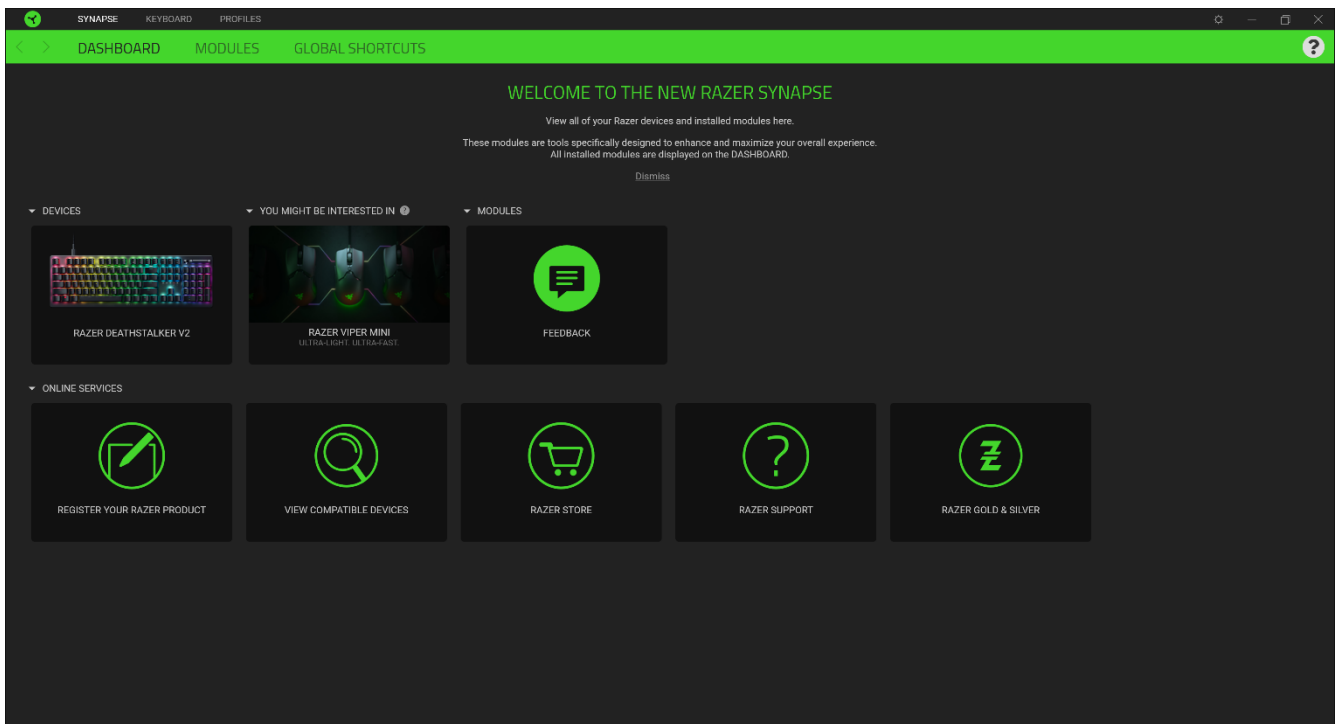 SYNAPSE KEYBOARD PROFILES
DASHBOARD MODULES GLOBAL SHORTCUTS ?
WELCOME TO THE NEW RAZER SYNAPSE
View all of your Razer devices and installed modules here.
These modules are tools specifically designed to enhance and maximize your overall experience.
All installed modules are displayed on the DASHBOARD.
Dismiss
DEVICES
YOU MIGHT BE INTERESTED IN ?
MODULES
RAZER DEATHSTALKER V2
RAZER VIPER MINI
ULTRA-LIGHT. ULTRA-FAST.
FEEDBACK
ONLINE SERVICES
REGISTER YOUR RAZER PRODUCT
VIEW COMPATIBLE DEVICES
RAZER STORE
RAZER SUPPORT
RAZER GOLD & SILVER